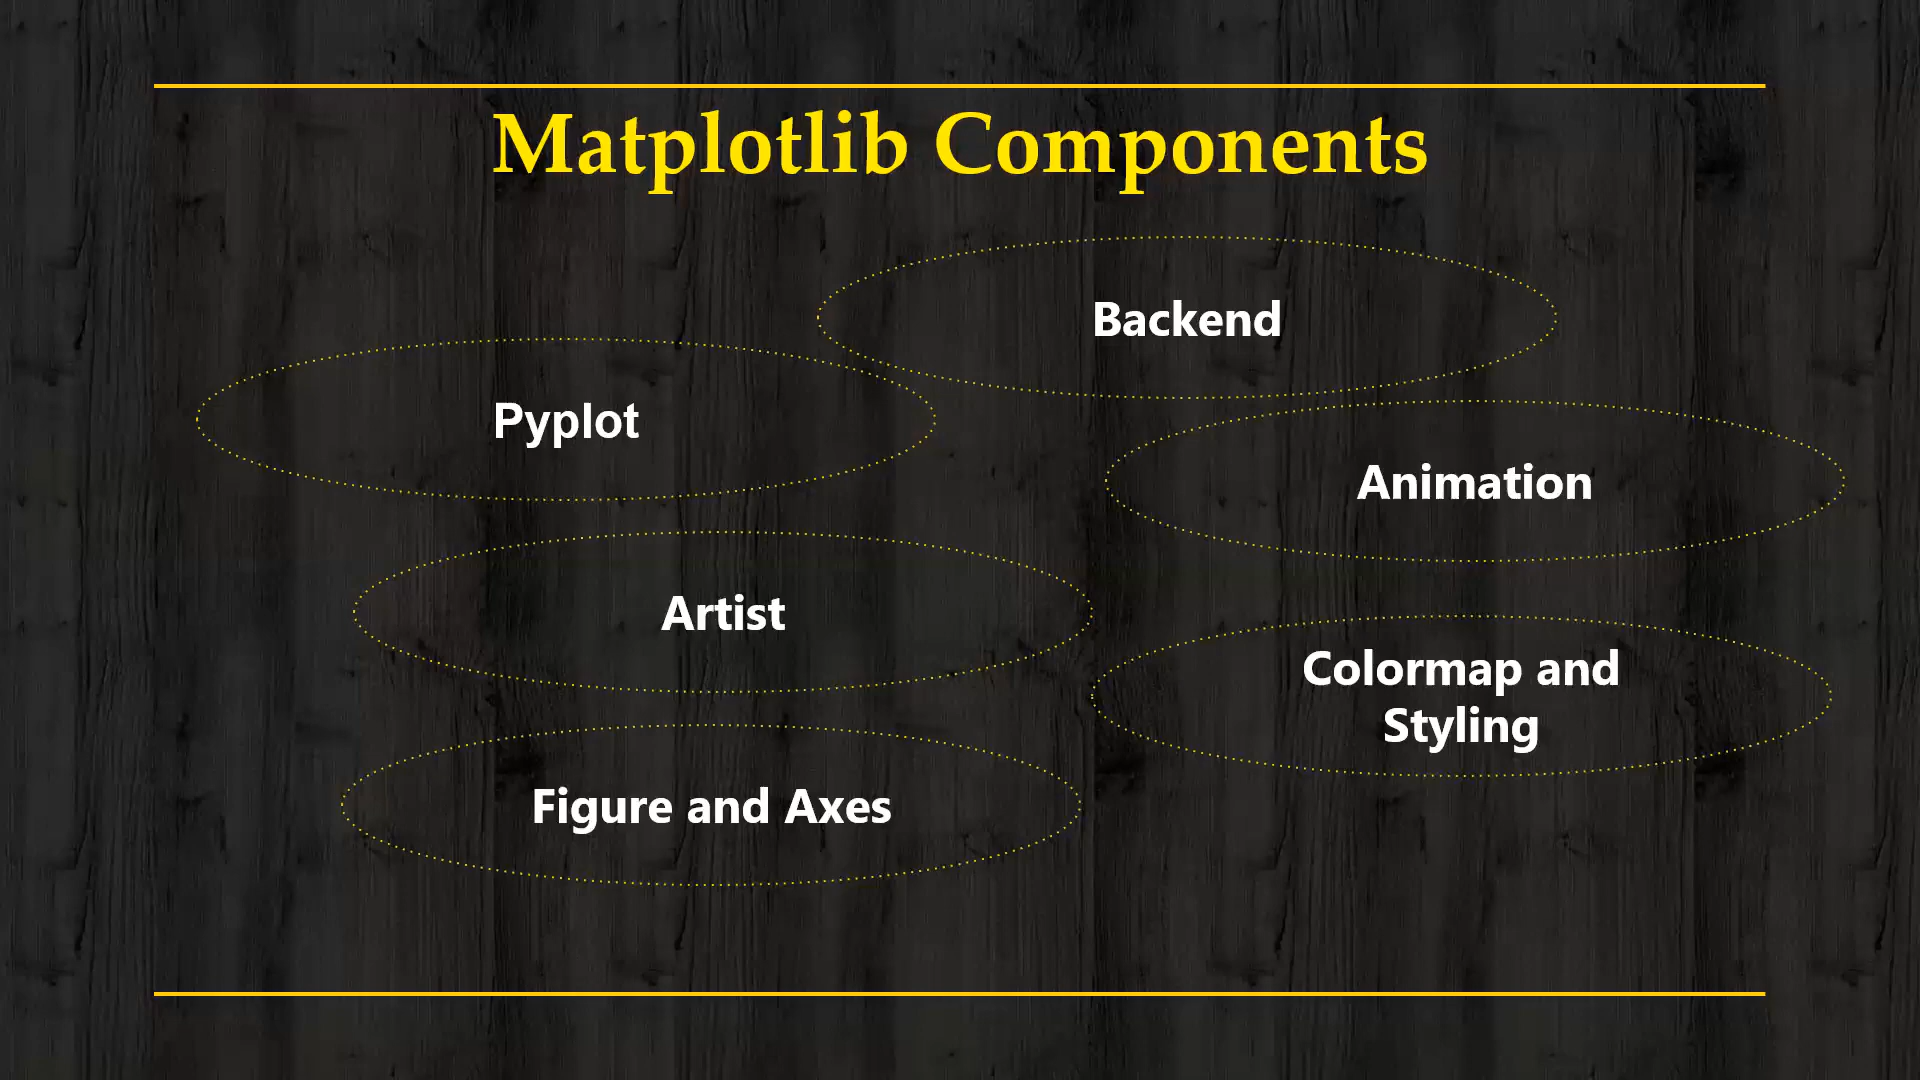 Matplotlib Components
Backend
Pyplot
Animation
Artist
Colormap and
Styling
Figure and Axes